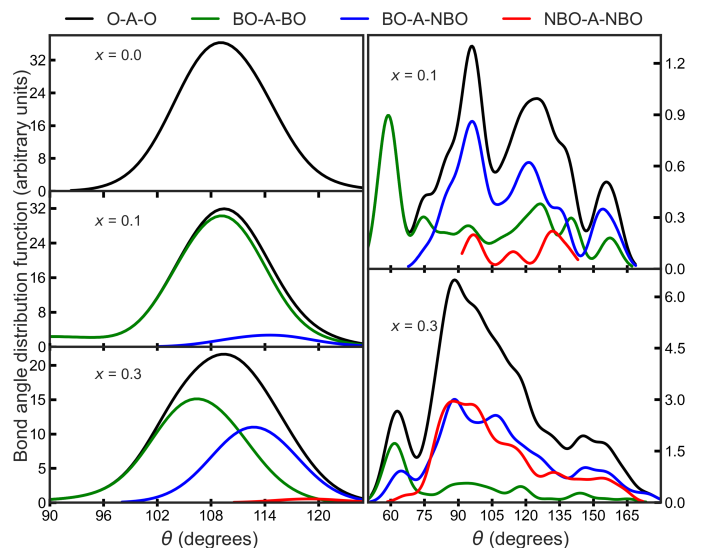 O-A-O BO-A-BO BO-A-NBO NBO-A-NBO
Bond angle distribution function (arbitrary units)
x = 0.0
32
24
16
8
0
x = 0.1
32
24
16
8
0
x = 0.3
20
15
10
5
0
90 96 102 108 114 120
θ (degrees)
x = 0.1
1.2
0.9
0.6
0.3
0.0
x = 0.3
6.0
4.5
3.0
1.5
0.0
60 75 90 105 120 135 150 165
θ (degrees)